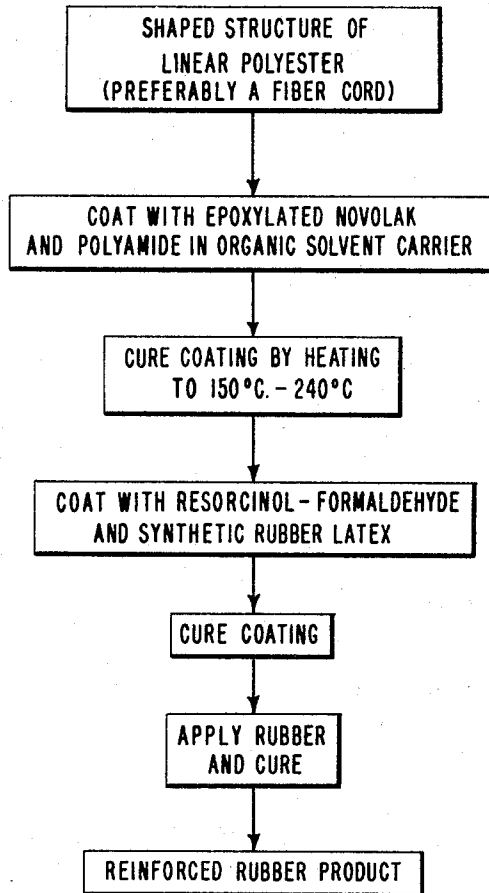 SHAPED STRUCTURE OF
LINEAR POLYESTER
(PREFERABLY A FIBER CORD)
COAT WITH EPOXYLATED NOVOLAK
AND POLYAMIDE IN ORGANIC SOLVENT CARRIER
CURE COATING BY HEATING
TO 150°C.-240°C
COAT WITH RESORCINOL-FORMALDEHYDE
AND SYNTHETIC RUBBER LATEX
CURE COATING
APPLY RUBBER
AND CURE
REINFORCED RUBBER PRODUCT